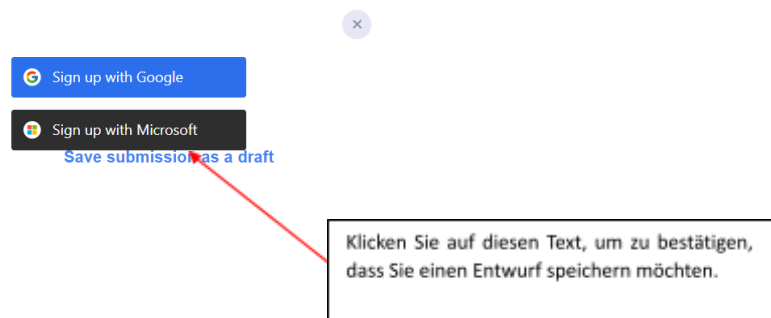 Sign up with Google
Sign up with Microsoft
Save submission as a draft
Klicken Sie auf diesen Text, um zu bestätigen,
dass Sie einen Entwurf speichern möchten.